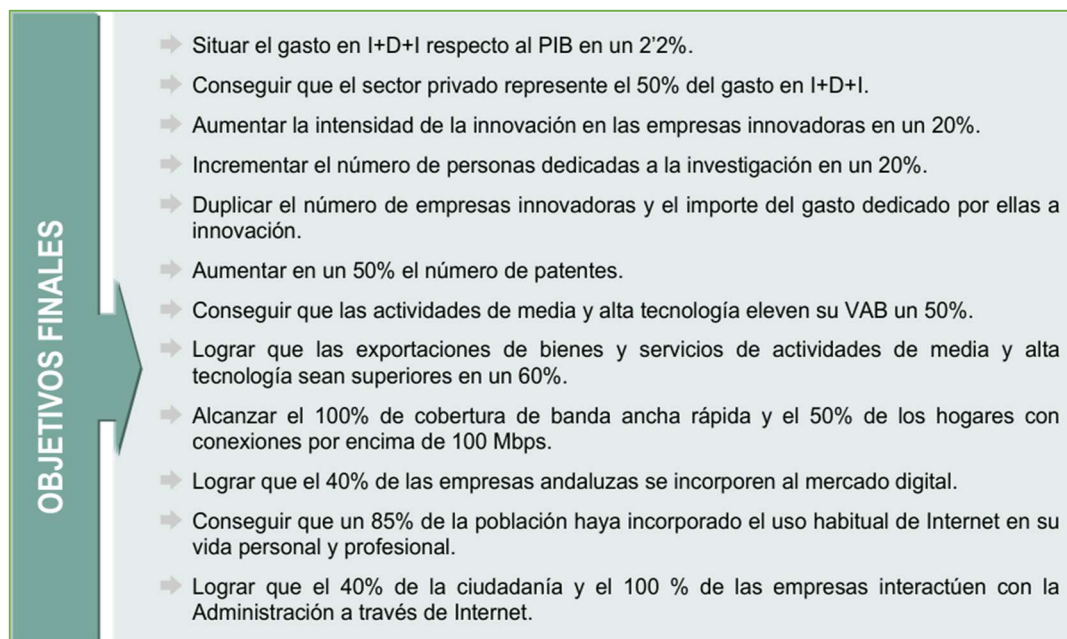 OBJETIVOS FINALES
Situar el gasto en I+D+I respecto al PIB en un 2'2%.
Conseguir que el sector privado represente el 50% del gasto en I+D+I.
Aumentar la intensidad de la innovación en las empresas innovadoras en un 20%.
Incrementar el número de personas dedicadas a la investigación en un 20%.
Duplicar el número de empresas innovadoras y el importe del gasto dedicado por ellas a
innovación.
Aumentar en un 50% el número de patentes.
Conseguir que las actividades de media y alta tecnología eleven su VAB un 50%.
Lograr que las exportaciones de bienes y servicios de actividades de media y alta
tecnología sean superiores en un 60%.
Alcanzar el 100% de cobertura de banda ancha rápida y el 50% de los hogares con
conexiones por encima de 100 Mbps.
Lograr que el 40% de las empresas andaluzas se incorporen al mercado digital.
Conseguir que un 85% de la población haya incorporado el uso habitual de Internet en su
vida personal y profesional.
Lograr que el 40% de la ciudadanía y el 100 % de las empresas interactúen con la
Administración a través de Internet.